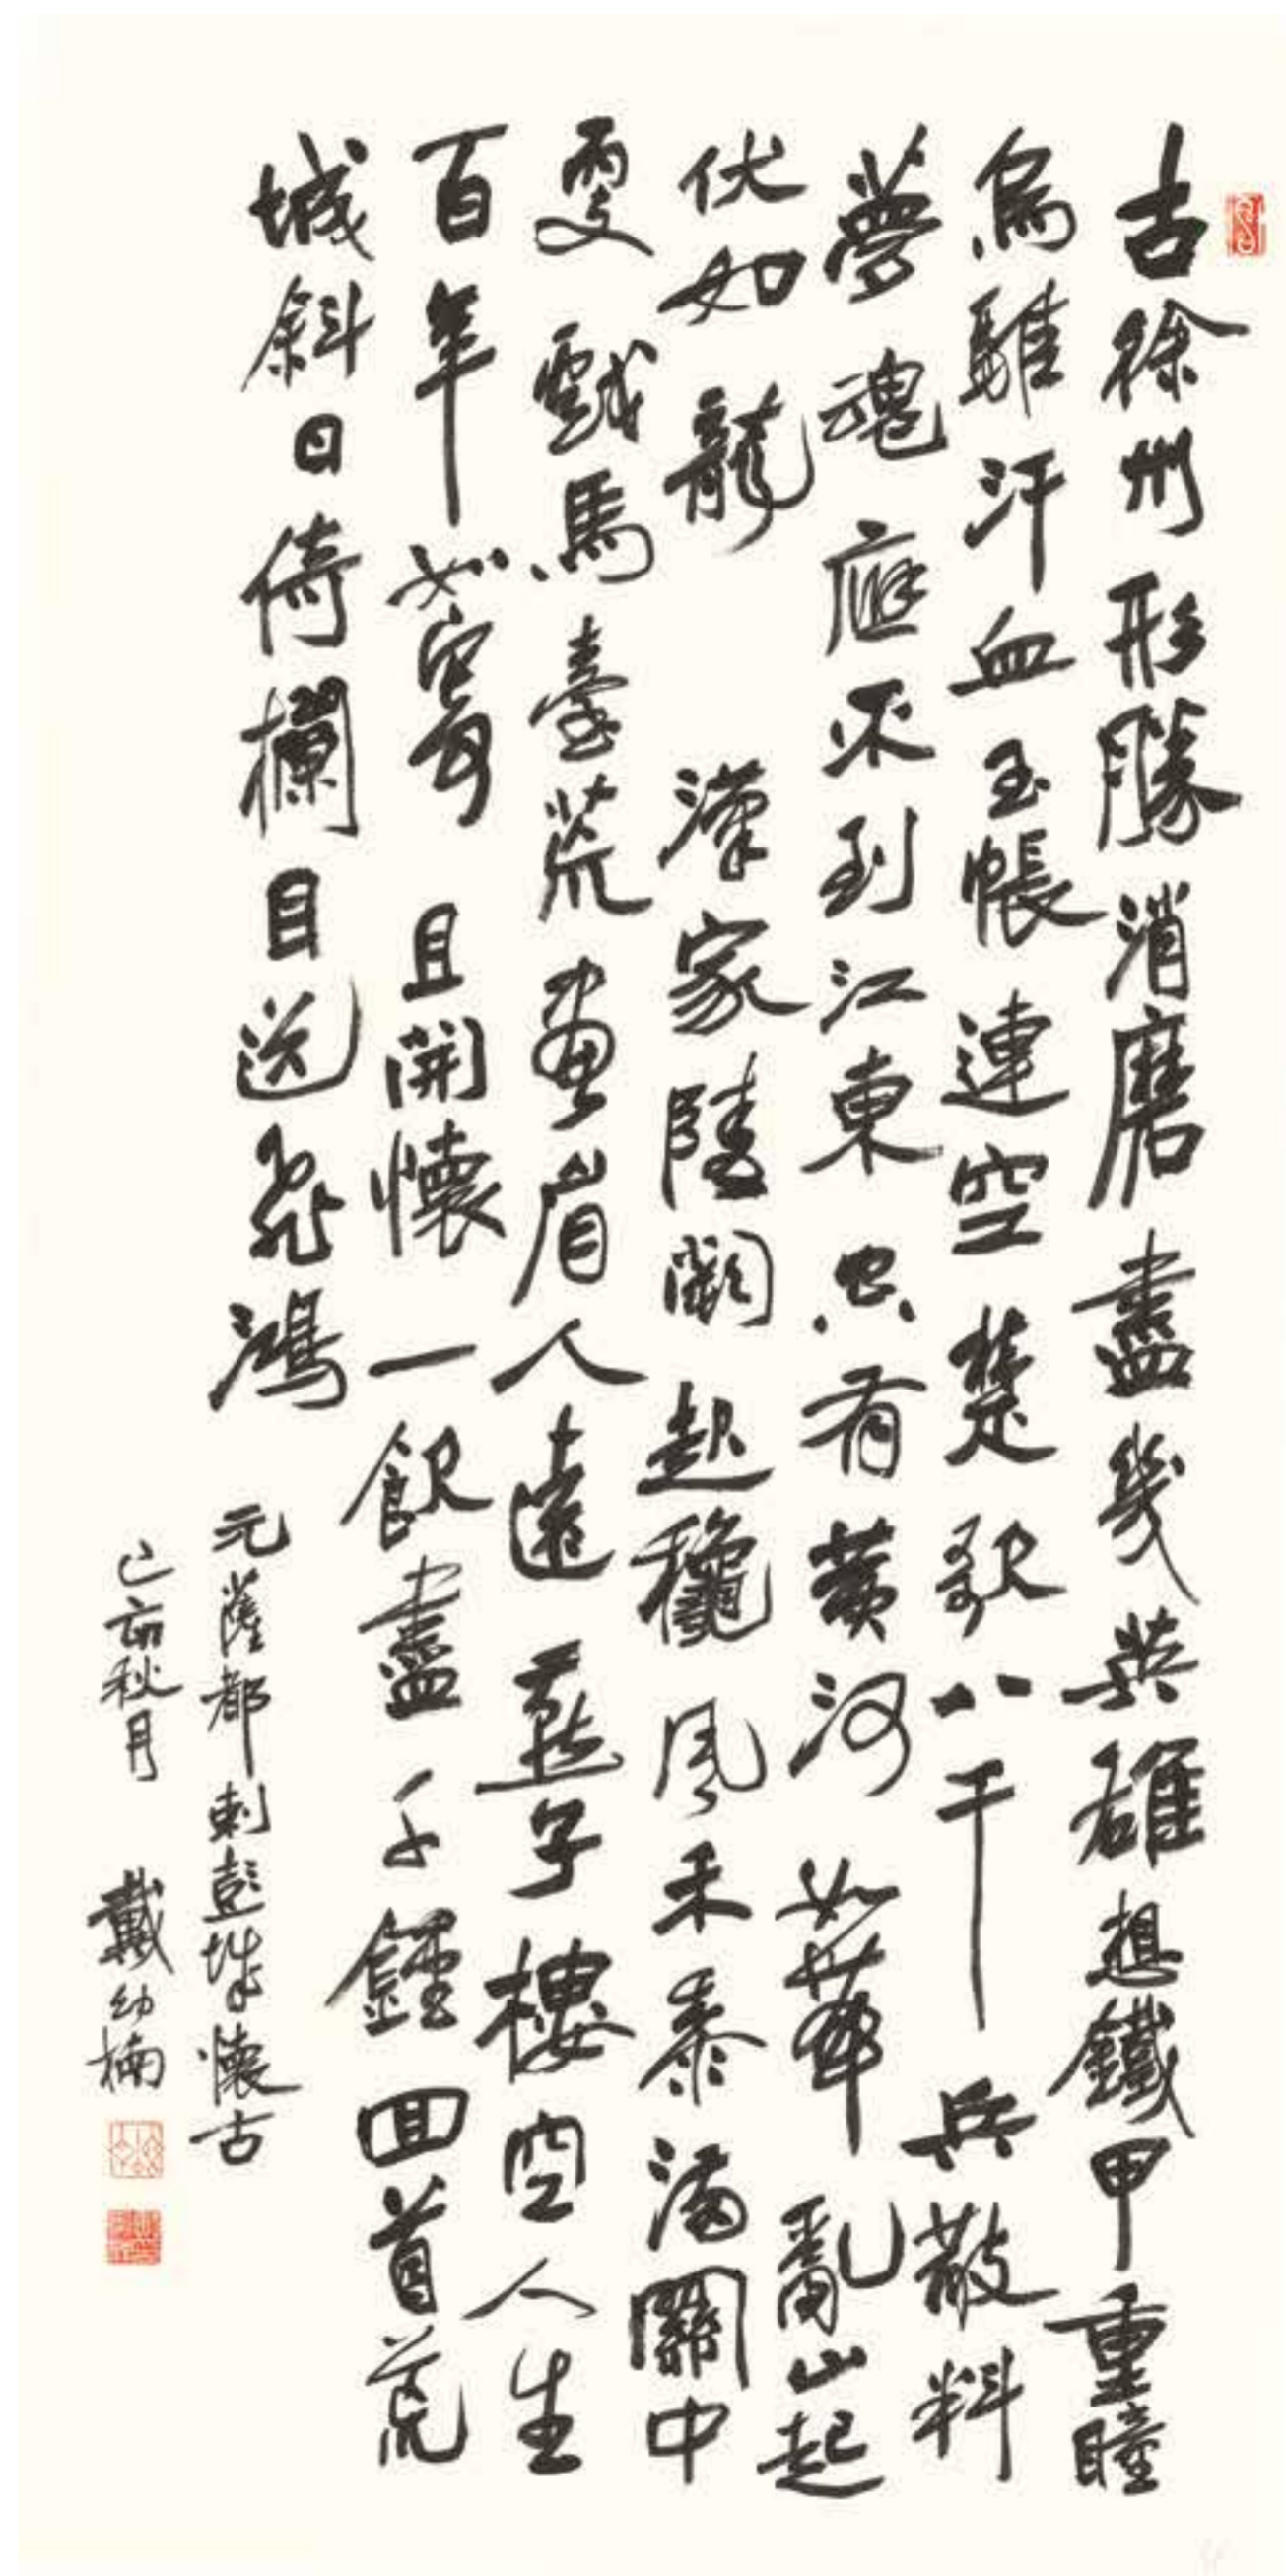 古徐州形勝消磨盡幾英雄想鐵甲重瞳
烏騅汗血玉帳連空楚歌八千兵散料
夢魂應不到江東空有黃河如帶亂山起
伏如龍 漢家陵闕起秋風禾黍滿關中
更戲馬臺荒畫眉人遠燕子樓空人生
百年如寄且開懷一飲盡千鍾回首荒
城斜日倚欄目送飛鴻
元薩都剌彭城懷古
己亥秋月 戴幼楠